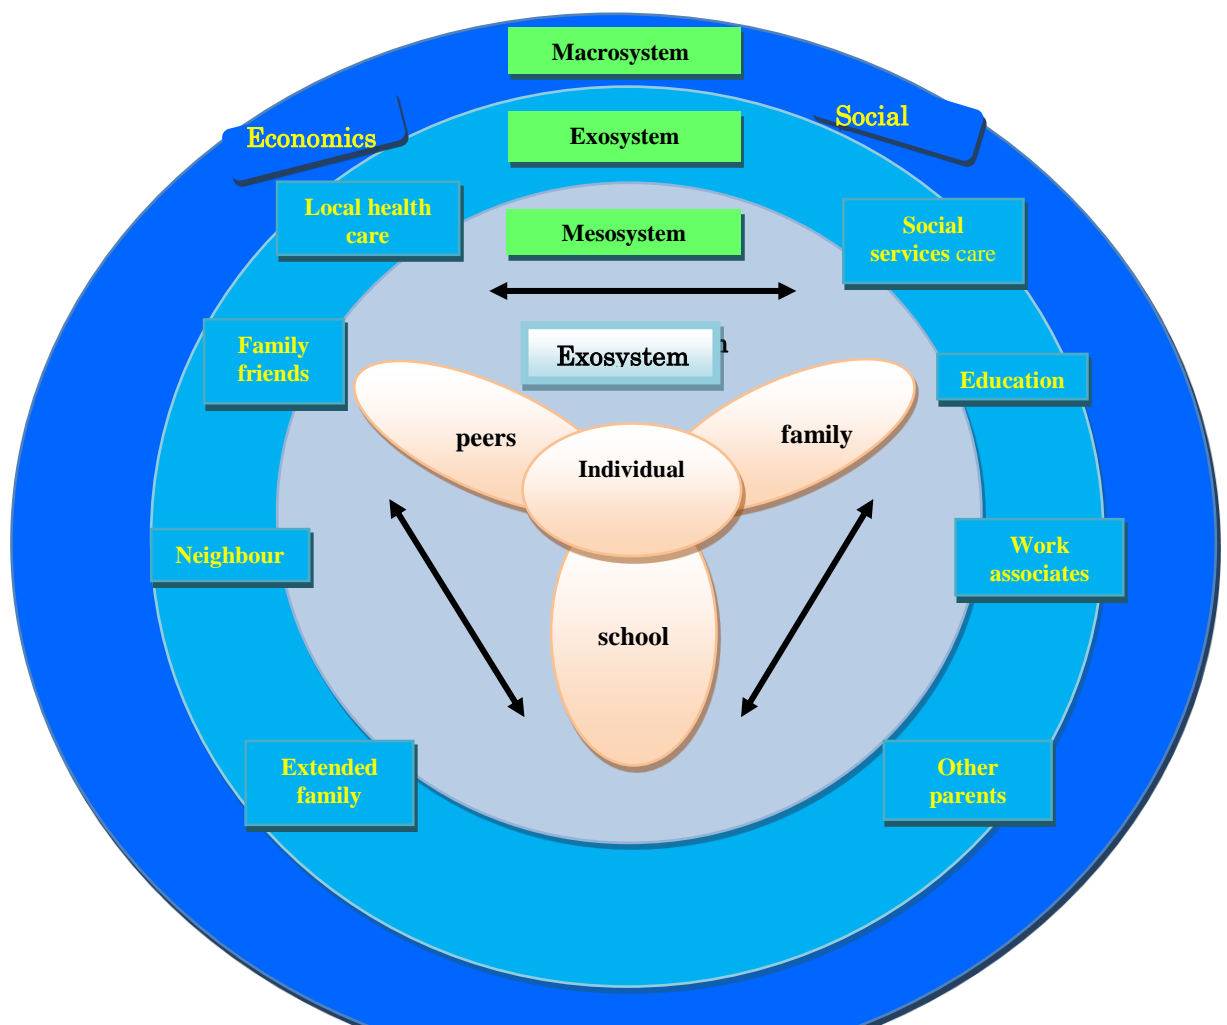 Macrosystem
Economics
Social
Exosystem
Local health
care
Mesosystem
Social
services care
Family
friends
Exosystem
Education
peers
family
Individual
Neighbour
Work
associates
school
Extended
family
Other
parents